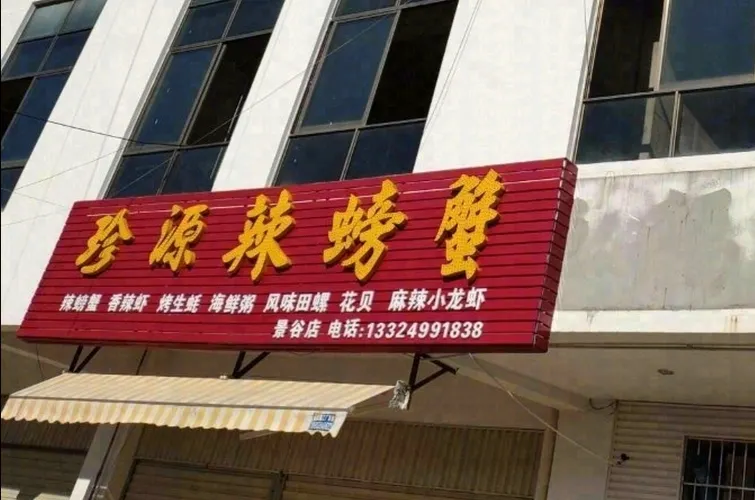 珍源辣螃蟹
辣螃蟹 香辣虾 烤生蚝 海鲜粥 风味田螺 花贝 麻辣小龙虾
景谷店 电话:13324991838